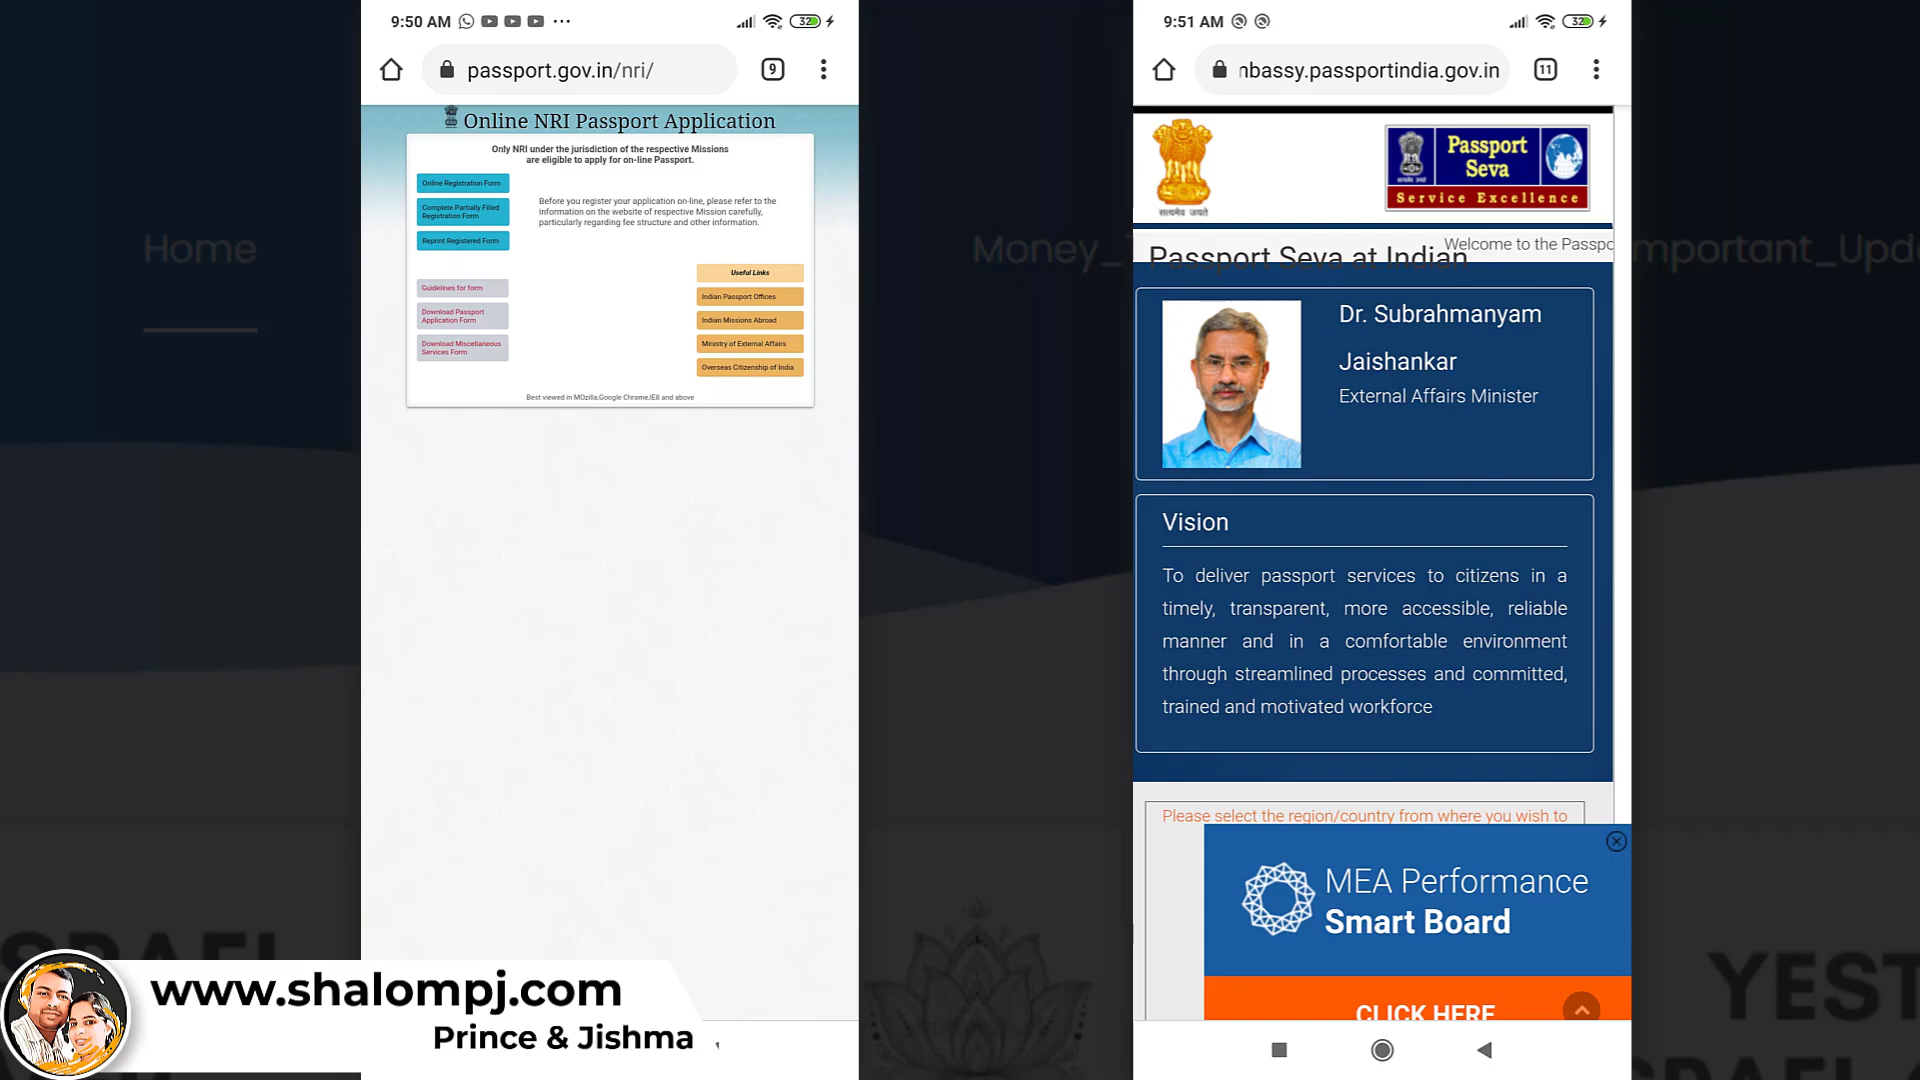 Home
Money_
mportant_Upd
9:50 AM
32
passport.gov.in/nri/
9
Online NRI Passport Application
Only NRI under the jurisdiction of the respective Missions
are eligible to apply for on-line Passport.
Online Registration Form
Complete Partially Filled
Registration Form
Reprint Registered Form
Before you register your application on-line, please refer to the
information on the website of respective Mission carefully,
particularly regarding fee structure and other information.
Guidelines for form
Download Passport
Application Form
Download Miscellaneous
Services Form
Useful Links
Indian Passport Offices
Indian Missions Abroad
Ministry of External Affairs
Overseas Citizenship of India
Best viewed in MOzilla,Google Chrome,IE8 and above
9:51 AM
32
nbassy.passportindia.gov.in
11
सत्यमेव जयते
Passport
Seva
Service Excellence
Welcome to the Passpo
Passport Seva at Indian
Dr. Subrahmanyam
Jaishankar
External Affairs Minister
Vision
To deliver passport services to citizens in a
timely, transparent, more accessible, reliable
manner and in a comfortable environment
through streamlined processes and committed,
trained and motivated workforce
Please select the region/country from where you wish to
MEA Performance
Smart Board
CLICK HERE
YEST
www.shalompj.com
Prince & Jishma